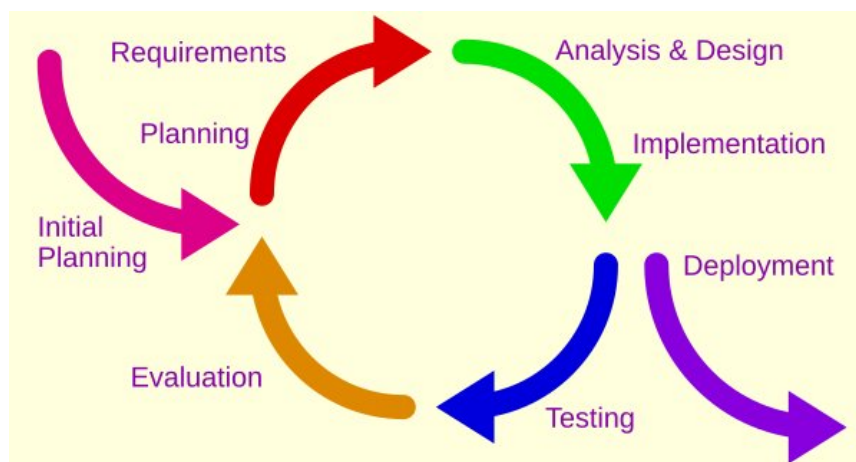 Requirements
Analysis & Design
Planning
Implementation
Initial
Planning
Deployment
Evaluation
Testing